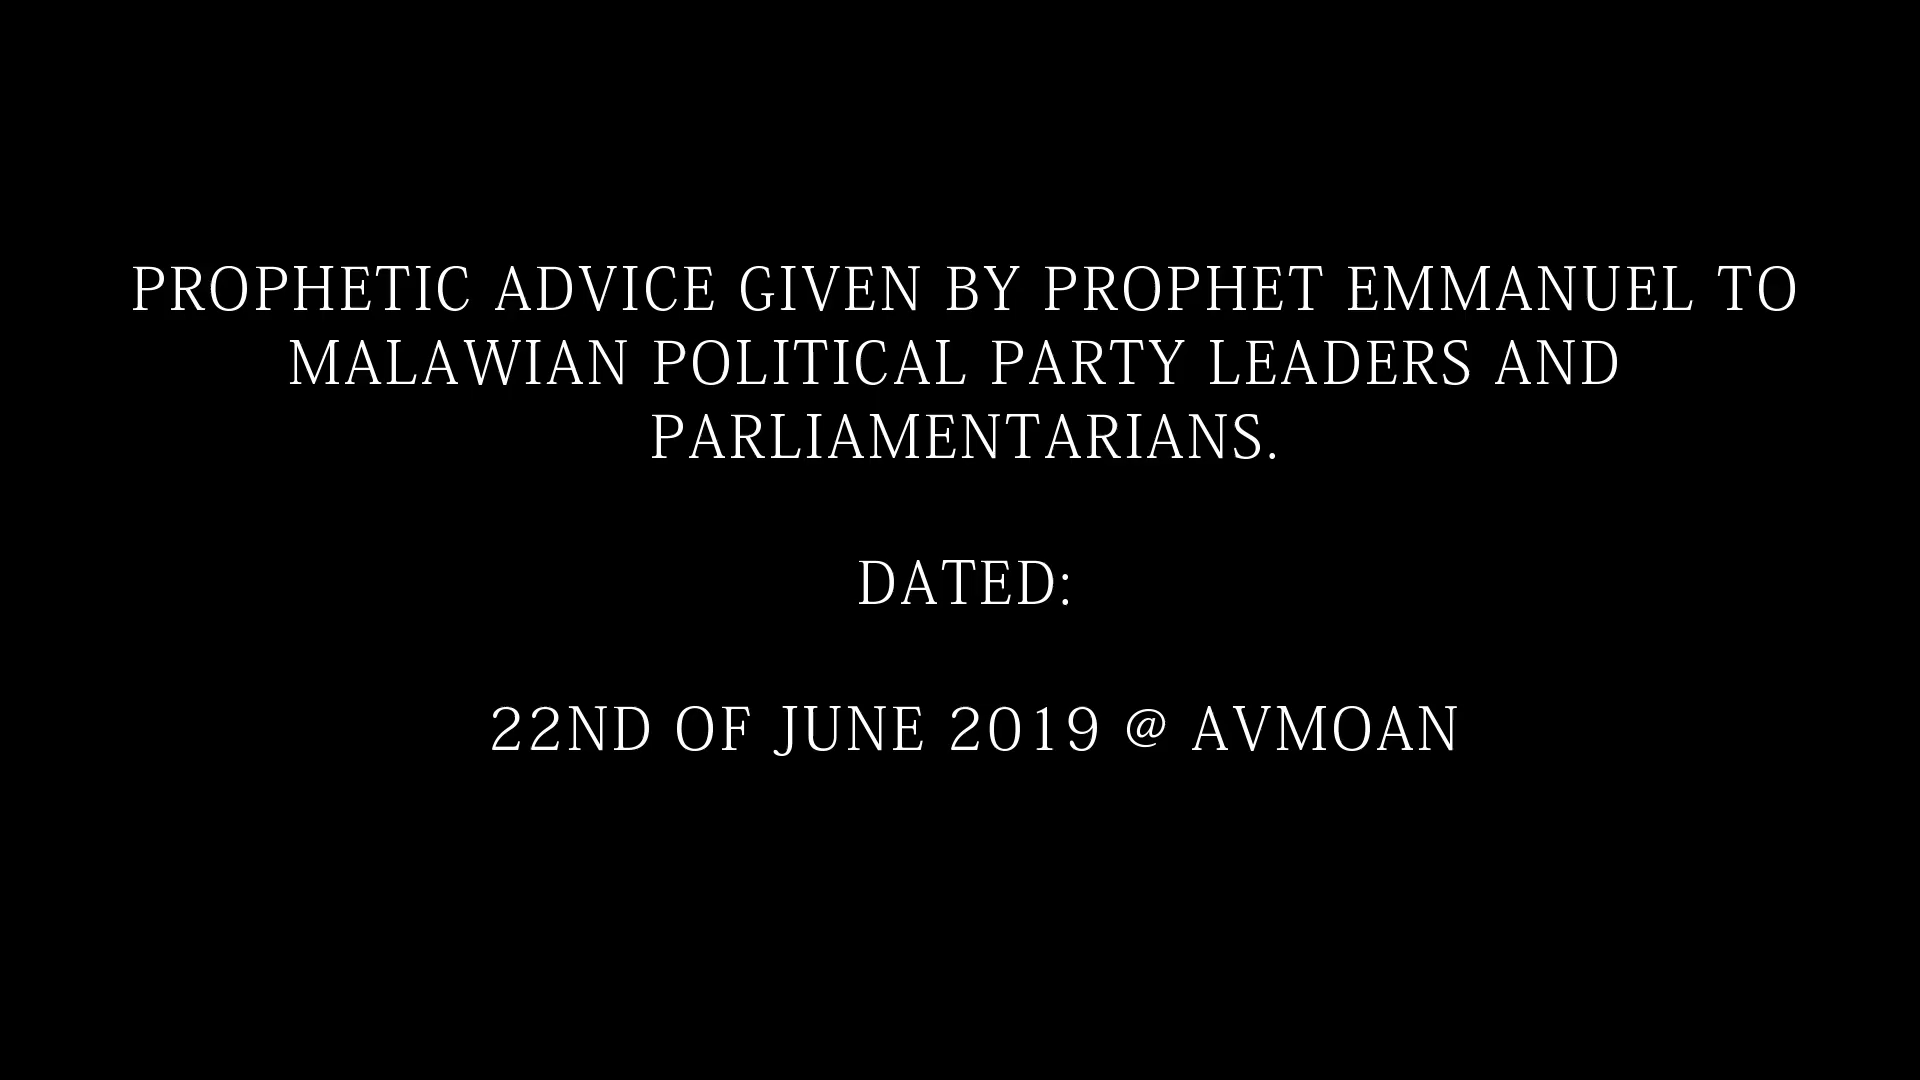 PROPHETIC ADVICE GIVEN BY PROPHET EMMANUEL TO
MALAWIAN POLITICAL PARTY LEADERS AND
PARLIAMENTARIANS.
DATED:
22ND OF JUNE 2019 @ AVMOAN